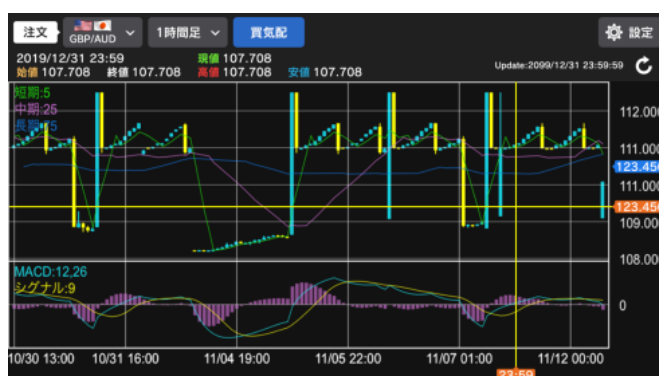 注文 GBP/AUD 1時間足 買気配 設定
2019/12/31 23:59 現値 107.708
始値 107.708 終値 107.708 高値 107.708 安値 107.708 Update:2099/12/31 23:59:59
短期:5
中期:25
長期:75
112.000
111.000
123.456
111.000
123.456
109.000
108.000
MACD:12,26
シグナル:9
0
10/30 13:00 10/31 16:00 11/04 19:00 11/05 22:00 11/07 01:00 11/12 00:00
23:59